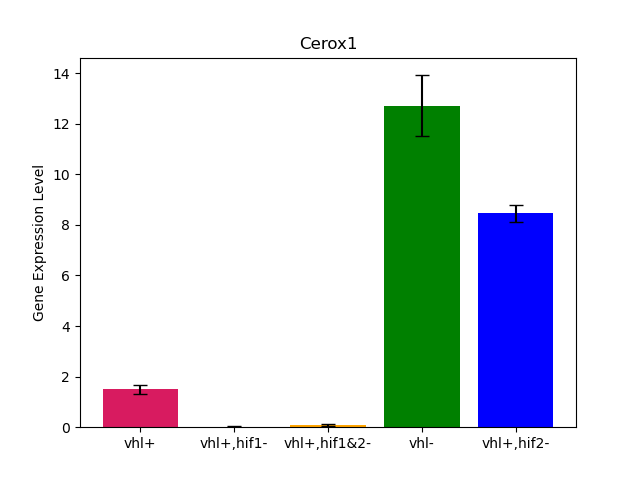 Cerox1
Gene Expression Level
14
12
10
8
6
4
2
0
vhl+ vhl+,hif1- vhl+,hif1&2- vhl- vhl+,hif2-